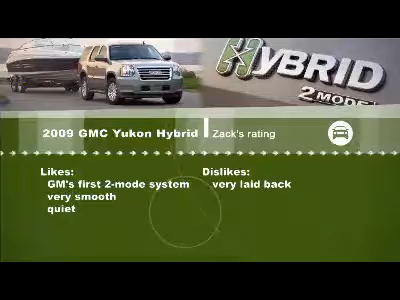 HYBRID
2 MODE
2009 GMC Yukon Hybrid Zack's rating
Likes: Dislikes:
GM's first 2-mode system very laid back
very smooth
quiet